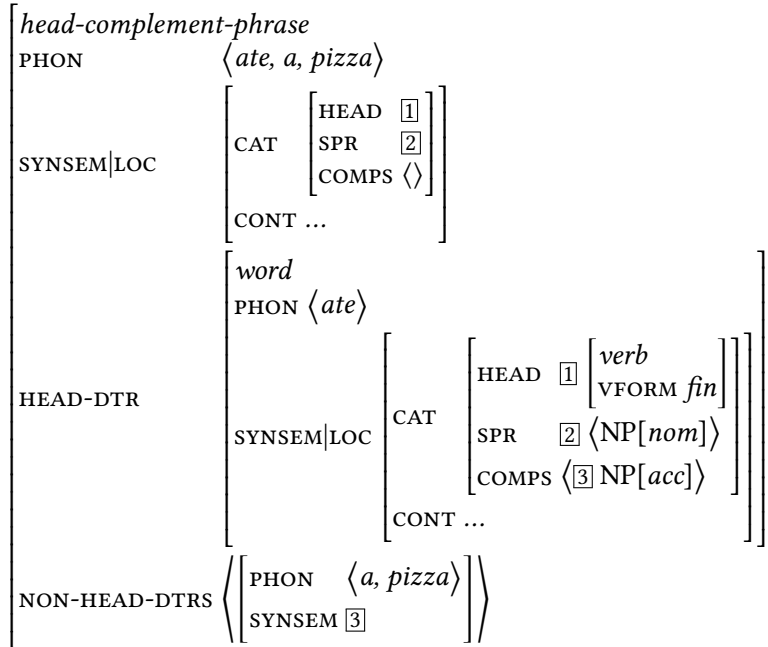 head-complement-phrase
PHON ⟨ate, a, pizza⟩
HEAD 1
SYNSEM|LOC CAT SPR 2
COMPS ⟨⟩
CONT ...
word
PHON ⟨ate⟩
verb
HEAD 1 VFORM fin
HEAD-DTR
SYNSEM|LOC CAT SPR 2 ⟨NP[nom]⟩
COMPS ⟨3 NP[acc]⟩
CONT ...
PHON ⟨a, pizza⟩
NON-HEAD-DTRS
SYNSEM 3